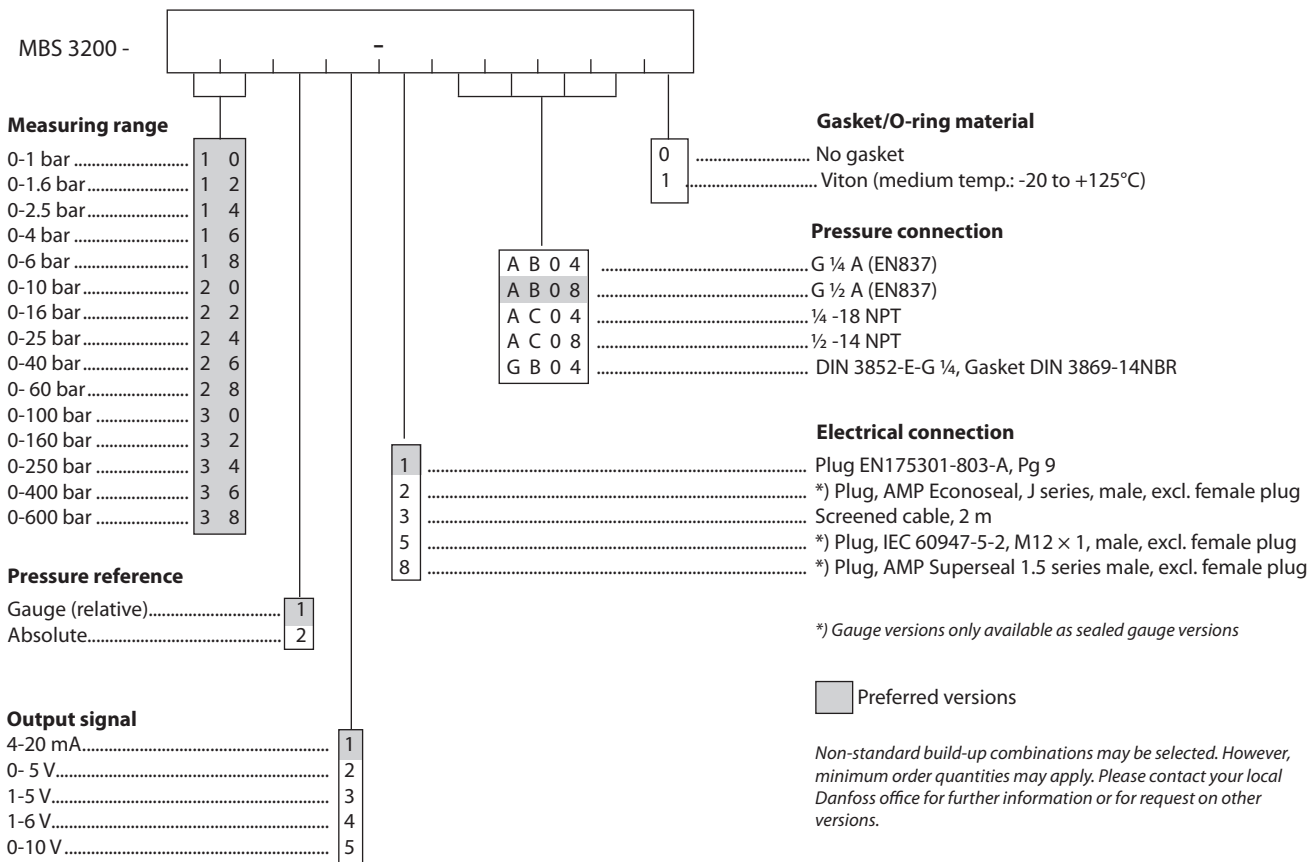 MBS 3200 - -
Measuring range
0-1 bar ........................ 1 0
0-1.6 bar ........................ 1 2
0-2.5 bar ........................ 1 4
0-4 bar ........................ 1 6
0-6 bar ........................ 1 8
0-10 bar ........................ 2 0
0-16 bar ........................ 2 2
0-25 bar ........................ 2 4
0-40 bar ........................ 2 6
0- 60 bar ........................ 2 8
0-100 bar ........................ 3 0
0-160 bar ........................ 3 2
0-250 bar ........................ 3 4
0-400 bar ........................ 3 6
0-600 bar ........................ 3 8
Pressure reference
Gauge (relative) ........................ 1
Absolute ........................ 2
Output signal
4-20 mA ........................ 1
0- 5 V ........................ 2
1-5 V ........................ 3
1-6 V ........................ 4
0-10 V ........................ 5
Gasket/O-ring material
0 ........................ No gasket
1 ........................ Viton (medium temp.: -20 to +125°C)
Pressure connection
A B 0 4 ........................ G ¼ A (EN837)
A B 0 8 ........................ G ½ A (EN837)
A C 0 4 ........................ ¼ -18 NPT
A C 0 8 ........................ ½ -14 NPT
G B 0 4 ........................ DIN 3852-E-G ¼, Gasket DIN 3869-14NBR
Electrical connection
1 ........................ Plug EN175301-803-A, Pg 9
2 ........................ *) Plug, AMP Econoseal, J series, male, excl. female plug
3 ........................ Screened cable, 2 m
5 ........................ *) Plug, IEC 60947-5-2, M12 × 1, male, excl. female plug
8 ........................ *) Plug, AMP Superseal 1.5 series male, excl. female plug
*) Gauge versions only available as sealed gauge versions
Preferred versions
Non-standard build-up combinations may be selected. However,
minimum order quantities may apply. Please contact your local
Danfoss office for further information or for request on other
versions.